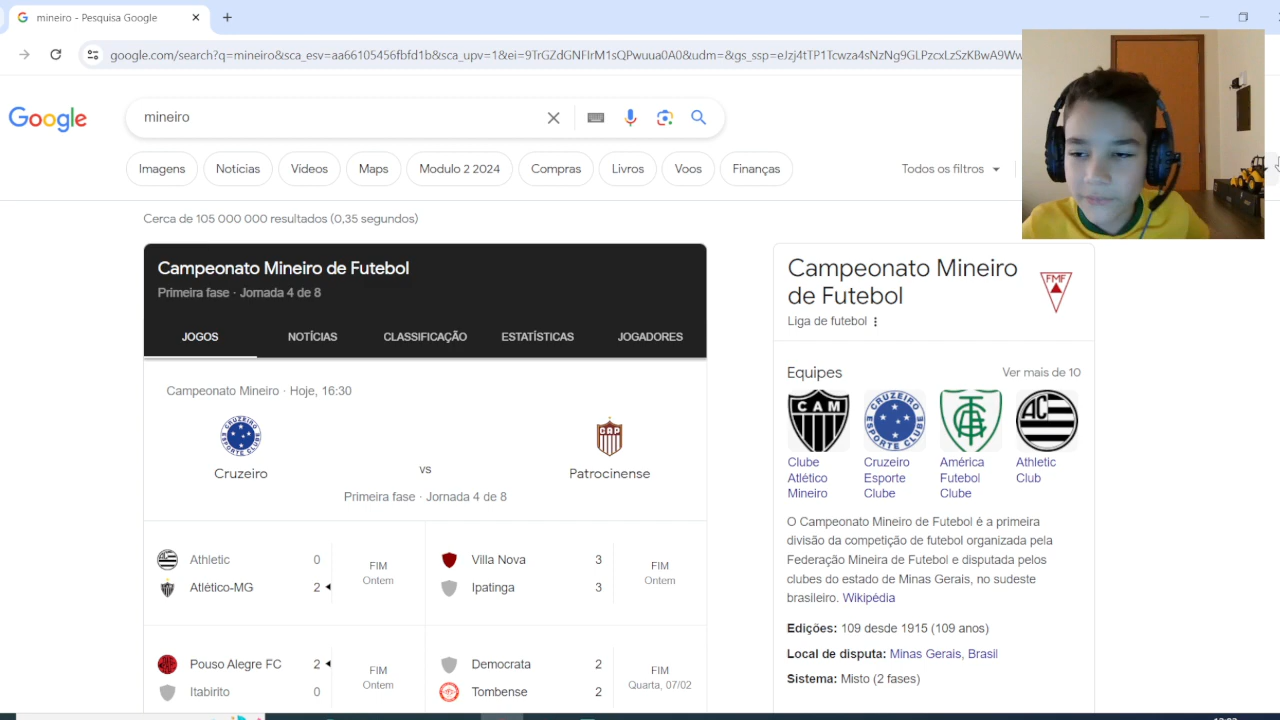 mineiro - Pesquisa Google
google.com/search?q=mineiro&sca_esv=aa66105456fbfd1b&sca_upv=1&ei=9TrGZdGNFIrM1sQPwuua0A0&udm=&gs_ssp=eJzj4tTP1Tcwza4sNzNg9GLPzcxLzSzKBwA9Ww
Google
mineiro
Imagens
Notícias
Vídeos
Maps
Modulo 2 2024
Compras
Livros
Voos
Finanças
Todos os filtros
Cerca de 105 000 000 resultados (0,35 segundos)
Campeonato Mineiro de Futebol
Primeira fase · Jornada 4 de 8
JOGOS
NOTÍCIAS
CLASSIFICAÇÃO
ESTATÍSTICAS
JOGADORES
Campeonato Mineiro · Hoje, 16:30
Cruzeiro
vs
Patrocinense
Primeira fase · Jornada 4 de 8
Athletic 0
Atlético-MG 2
FIM
Ontem
Villa Nova 3
Ipatinga 3
FIM
Ontem
Pouso Alegre FC 2
Itabirito 0
FIM
Ontem
Democrata 2
Tombense 2
FIM
Quarta, 07/02
Campeonato Mineiro
de Futebol
FMF
Liga de futebol
Equipes
Ver mais de 10
CAM
Clube
Atlético
Mineiro
CRUZEIRO
ESPORTE CLUBE
Cruzeiro
Esporte
Clube
América
Futebol
Clube
AC
Athletic
Club
O Campeonato Mineiro de Futebol é a primeira
divisão da competição de futebol organizada pela
Federação Mineira de Futebol e disputada pelos
clubes do estado de Minas Gerais, no sudeste
brasileiro. Wikipédia
Edições: 109 desde 1915 (109 anos)
Local de disputa: Minas Gerais, Brasil
Sistema: Misto (2 fases)